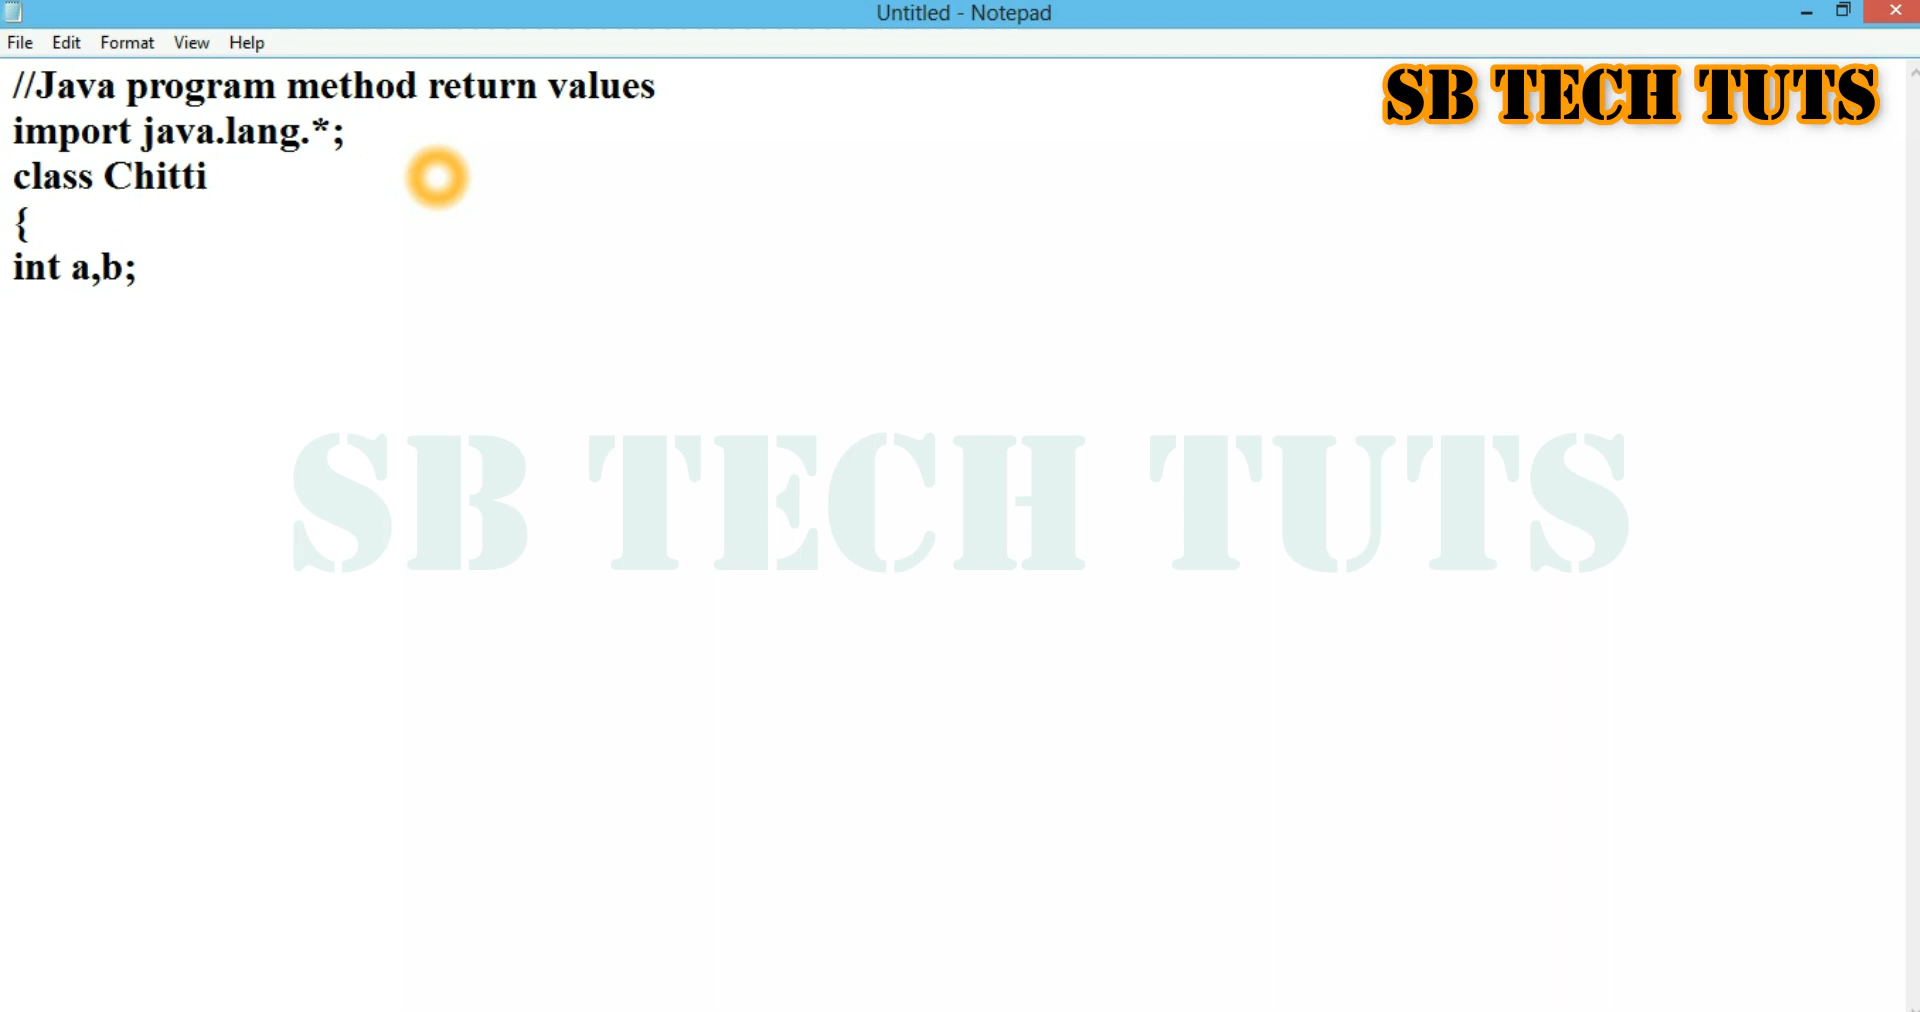 Untitled - Notepad
File Edit Format View Help
//Java program method return values
SB TECH TUTS
import java.lang.*;
class Chitti
{
int a,b;
SB TECH TUTS